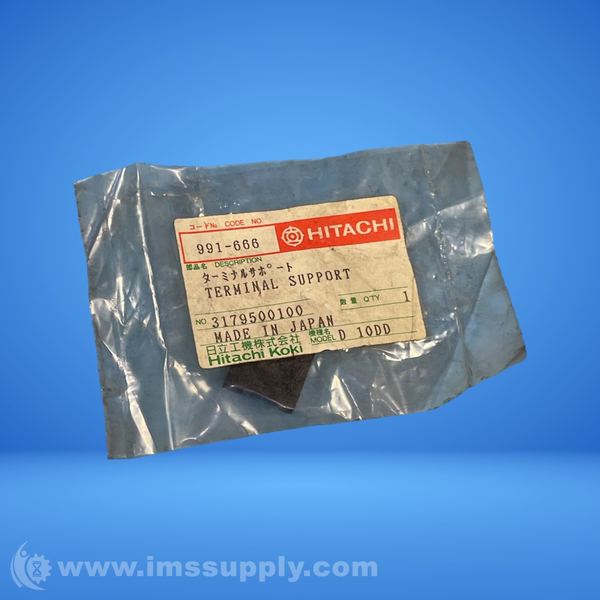 コードNo. CODE NO.
991-666 HITACHI
部品名 DESCRIPTION
ターミナルサポート
TERMINAL SUPPORT
数量 Q'TY 1
NO. 3179500100
MADE IN JAPAN
日立工機株式会社 機種名
Hitachi Koki MODEL D 10DD
www.imssupply.com